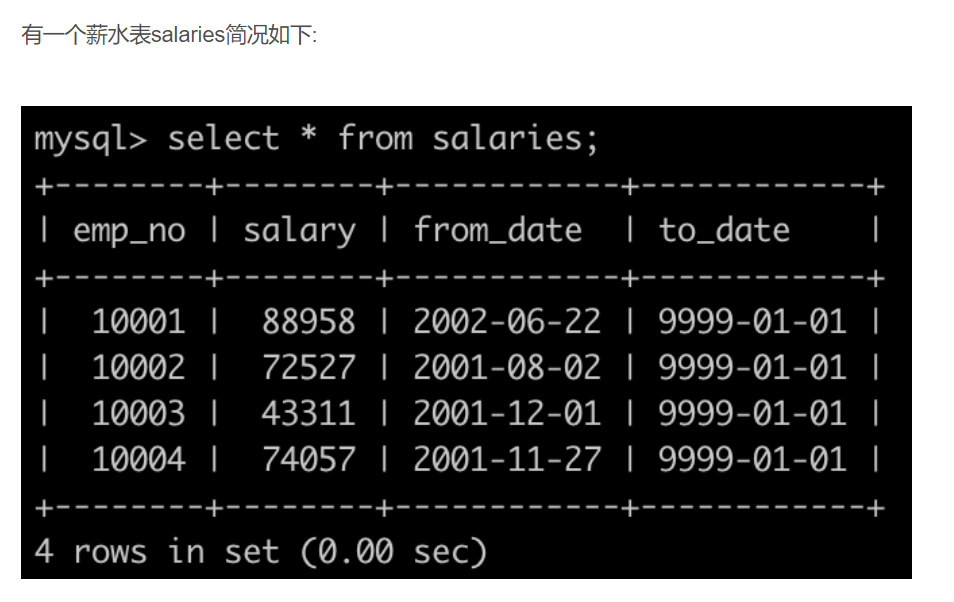 有一个薪水表salaries简况如下:
mysql> select * from salaries;
+--------+--------+------------+------------+
| emp_no | salary | from_date  | to_date    |
+--------+--------+------------+------------+
|  10001 |  88958 | 2002-06-22 | 9999-01-01 |
|  10002 |  72527 | 2001-08-02 | 9999-01-01 |
|  10003 |  43311 | 2001-12-01 | 9999-01-01 |
|  10004 |  74057 | 2001-11-27 | 9999-01-01 |
+--------+--------+------------+------------+
4 rows in set (0.00 sec)